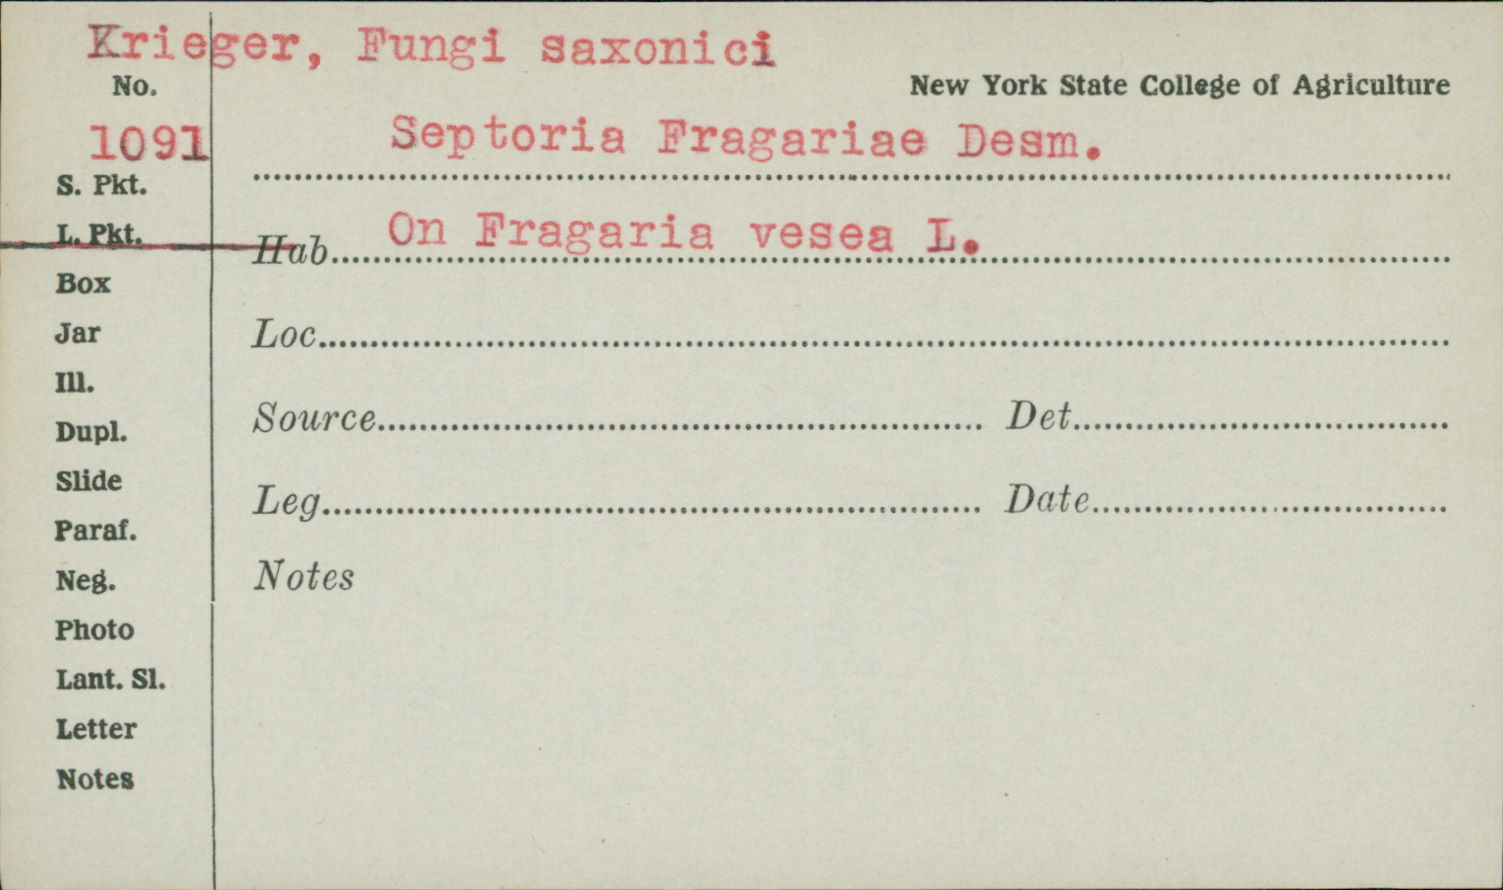 Krieger, Fungi saxonici
No.
New York State College of Agriculture
1091
Septoria Fragariae Desm.
S. Pkt.
L. Pkt.
Hab. On Fragaria vesea L.
Box
Jar
Loc.
Ill.
Source
Det.
Dupl.
Slide
Leg.
Date
Paraf.
Neg.
Notes
Photo
Lant. Sl.
Letter
Notes